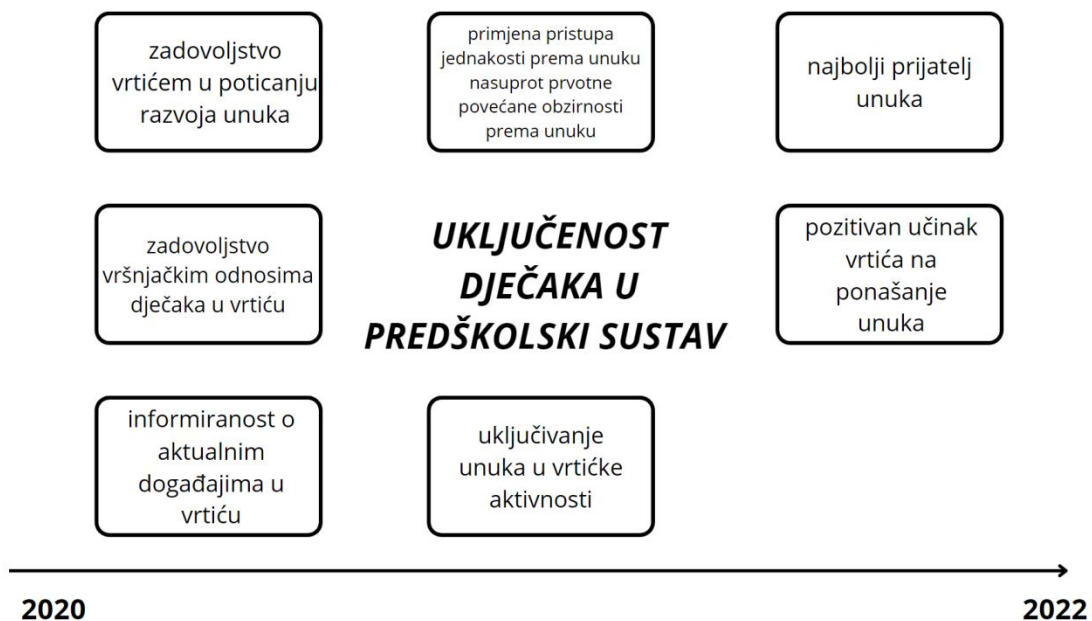 zadovoljstvo
vrtićem u poticanju
razvoja unuka
primjena pristupa
jednakosti prema unuku
nasuprot prvotne
povećane obzirnosti
prema unuku
najbolji prijatelj
unuka
zadovoljstvo
vršnjačkim odnosima
dječaka u vrtiću
UKLJUČENOST
DJEČAKA U
PREDŠKOLSKI SUSTAV
pozitivan učinak
vrtića na
ponašanje
unuka
informiranost o
aktualnim
događajima u
vrtiću
uključivanje
unuka u vrtićke
aktivnosti
2020
2022